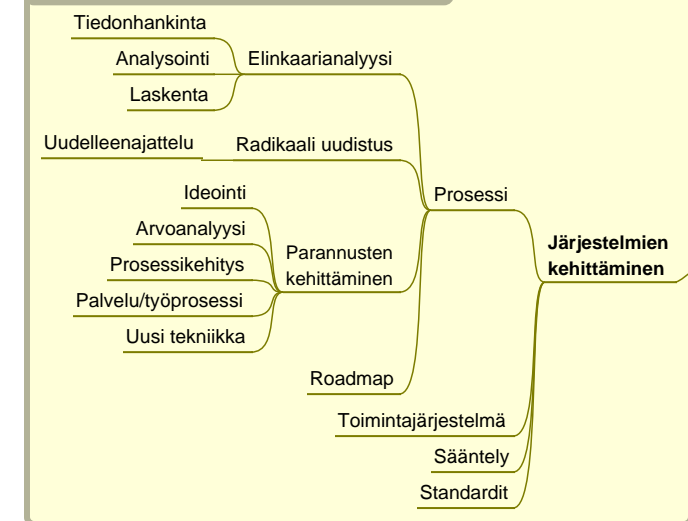 Tiedonhankinta
Analysointi
Elinkaarianalyysi
Laskenta
Uudelleenajattelu
Radikaali uudistus
Ideointi
Prosessi
Arvoanalyysi
Parannusten
kehittäminen
Järjestelmien
kehittäminen
Prosessikehitys
Palvelu/työprosessi
Uusi tekniikka
Roadmap
Toimintajärjestelmä
Sääntely
Standardit